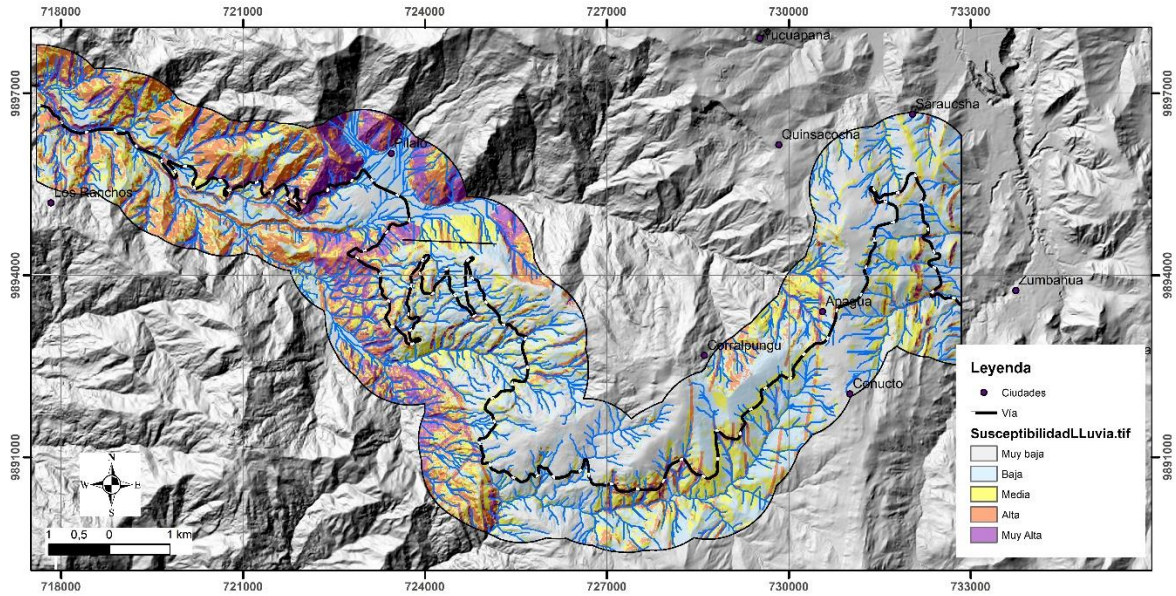 718000 721000 724000 727000 730000 733000
9897000 9897000
9894000 9894000
9891000 9891000
Yucuapana
Saraucsha
Quinsacocha
Pilalo
Los Ranchos
Zumbahua
Apagua
Corralpungu
Conucto
Leyenda
Ciudades
Vía
SusceptibilidadLLuvia.tif
Muy baja
Baja
Media
Alta
Muy Alta
N
W E
S
1 0,5 0 1 km
718000 721000 724000 727000 730000 733000